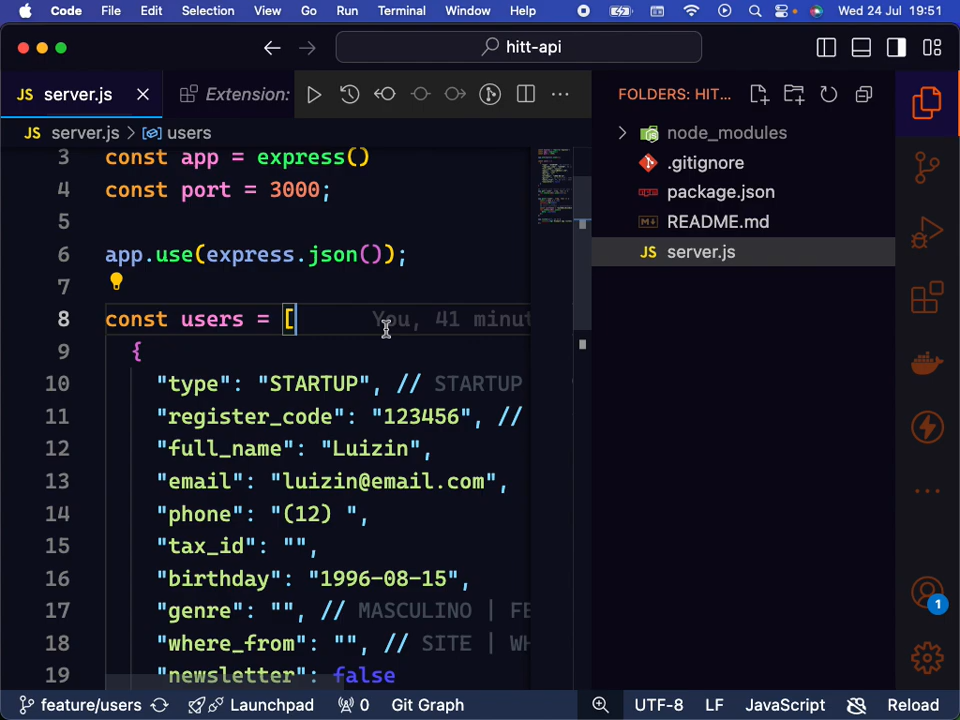 Code File Edit Selection View Go Run Terminal Window Help Wed 24 Jul 19:51
hitt-api
JS server.js Extension:
JS server.js > users
3 const app = express()
4 const port = 3000;
5
6 app.use(express.json());
7
8 const users = [ You, 41 minut
9 {
10 "type": "STARTUP", // STARTUP
11 "register_code": "123456", //
12 "full_name": "Luizin",
13 "email": "luizin@email.com",
14 "phone": "(12) ",
15 "tax_id": "",
16 "birthday": "1996-08-15",
17 "genre": "", // MASCULINO | FE
18 "where_from": "", // SITE | WH
19 "newsletter": false
FOLDERS: HIT...
node_modules
.gitignore
package.json
README.md
JS server.js
1
feature/users Launchpad 0 Git Graph UTF-8 LF JavaScript Reload